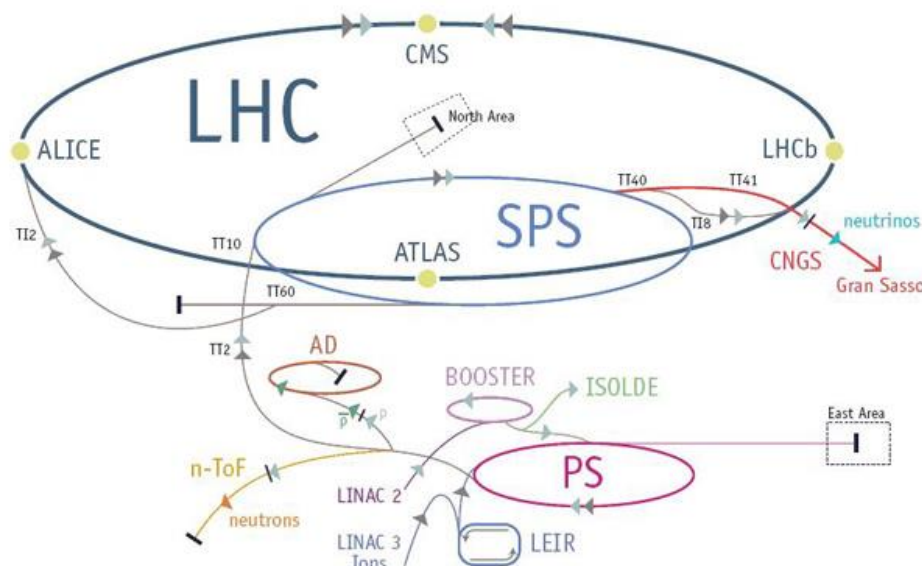 CMS
LHC
North Area
ALICE
LHCb
TT40
TT41
SPS
TI8
neutrinos
TI2
TT10
ATLAS
CNGS
Gran Sasso
TT60
TT2
AD
BOOSTER
ISOLDE
p
p
East Area
n-ToF
PS
LINAC 2
neutrons
LINAC 3
Ions
LEIR